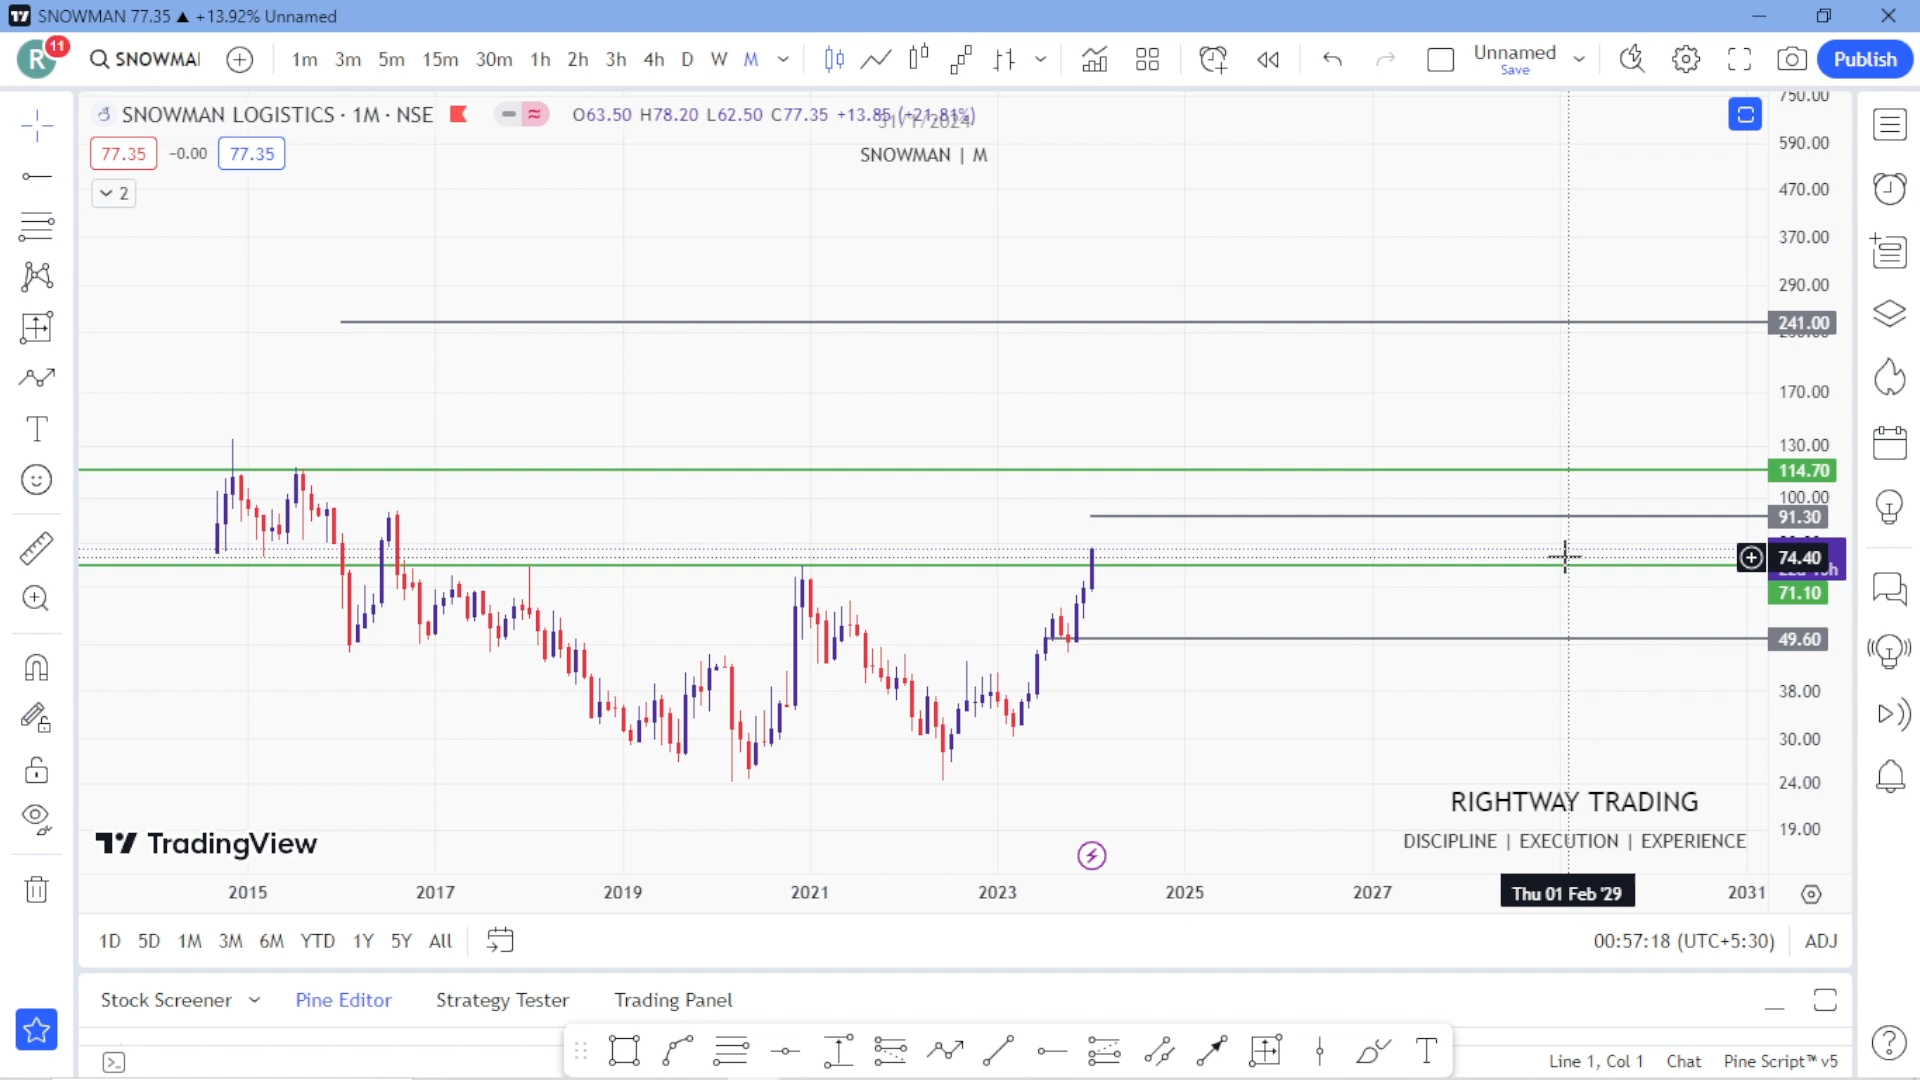 SNOWMAN 77.35 ▲ +13.92% Unnamed
R 11 SNOWMAI 1m 3m 5m 15m 30m 1h 2h 3h 4h D W M Unnamed Save Publish
SNOWMAN LOGISTICS · 1M · NSE O63.50 H78.20 L62.50 C77.35 +13.85 (+21.81%)
31/1/2024
77.35 −0.00 77.35
SNOWMAN | M
2
750.00
590.00
470.00
370.00
290.00
241.00
170.00
130.00
114.70
100.00
91.30
74.40
71.10
49.60
38.00
30.00
24.00
19.00
RIGHTWAY TRADING
DISCIPLINE | EXECUTION | EXPERIENCE
TradingView
2015 2017 2019 2021 2023 2025 2027 Thu 01 Feb '29 2031
1D 5D 1M 3M 6M YTD 1Y 5Y All 00:57:18 (UTC+5:30) ADJ
Stock Screener Pine Editor Strategy Tester Trading Panel
Line 1, Col 1 Chat Pine Script™ v5